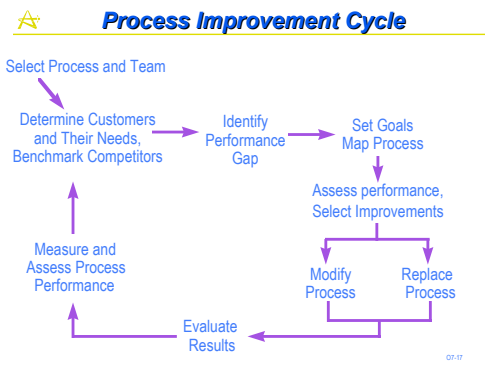 Process Improvement Cycle
Select Process and Team
Determine Customers
and Their Needs,
Benchmark Competitors
Identify
Performance
Gap
Set Goals
Map Process
Assess performance,
Select Improvements
Modify
Process
Replace
Process
Evaluate
Results
Measure and
Assess Process
Performance
O7-17